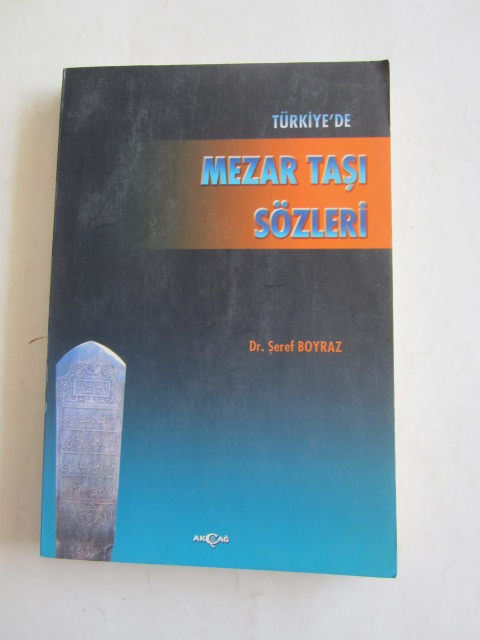 TÜRKİYE'DE
MEZAR TAŞI
SÖZLERİ
Dr. Şeref BOYRAZ
AKÇAĞ